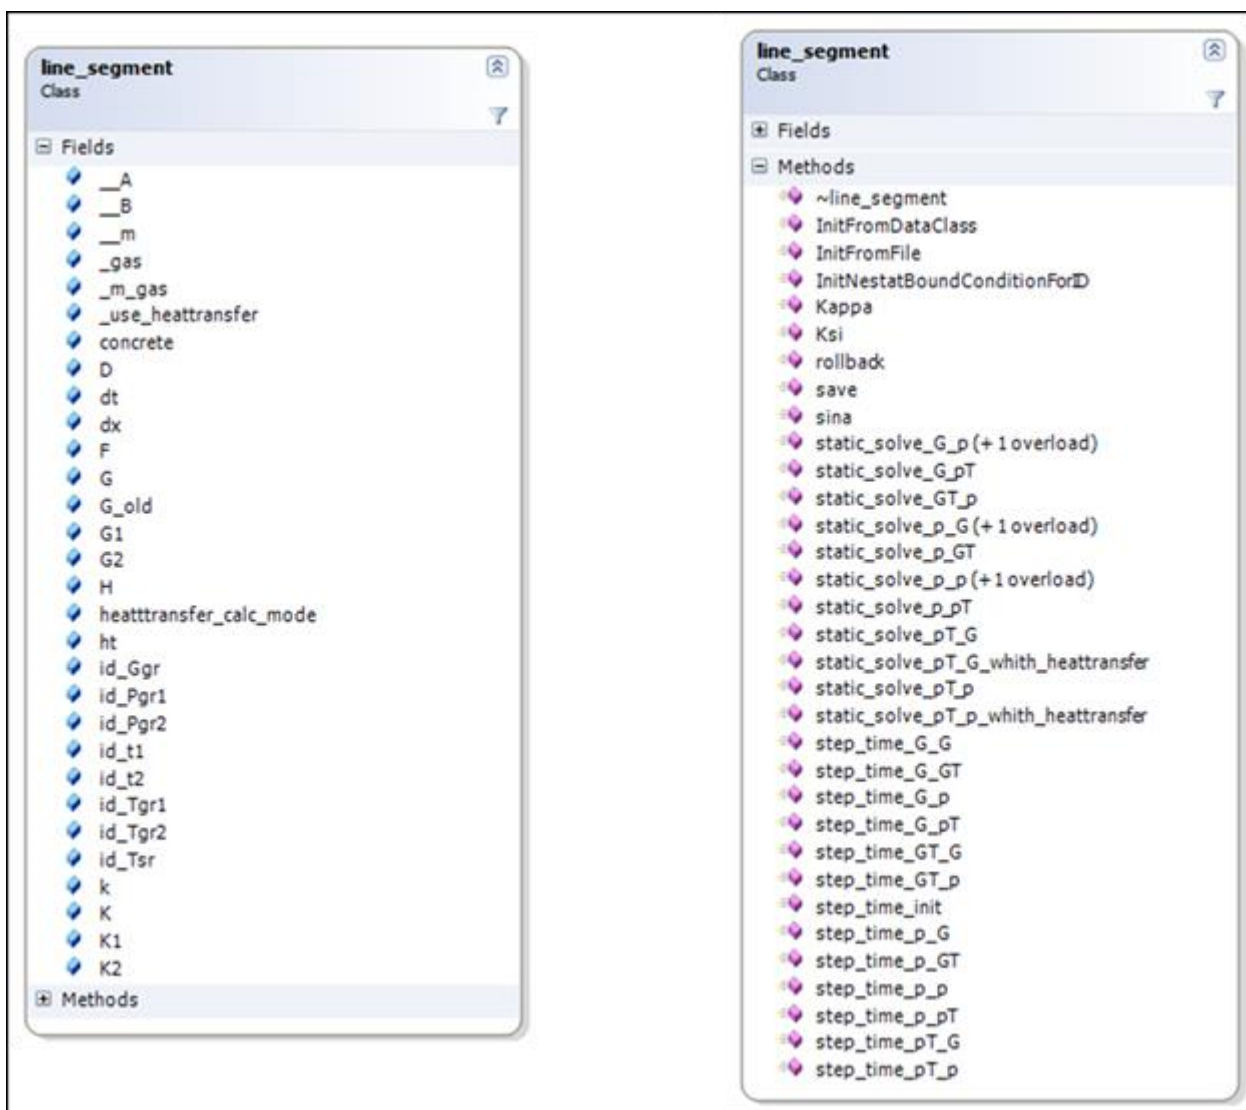 line_segment
Class
Fields
__A
__B
__m
_gas
_m_gas
_use_heattransfer
concrete
D
dt
dx
F
G
G_old
G1
G2
H
heatttransfer_calc_mode
ht
id_Ggr
id_Pgr1
id_Pgr2
id_t1
id_t2
id_Tgr1
id_Tgr2
id_Tsr
k
K
K1
K2
Methods
line_segment
Class
Fields
Methods
~line_segment
InitFromDataClass
InitFromFile
InitNestatBoundConditionForID
Kappa
Ksi
rollback
save
sina
static_solve_G_p (+ 1 overload)
static_solve_G_pT
static_solve_GT_p
static_solve_p_G (+ 1 overload)
static_solve_p_GT
static_solve_p_p (+ 1 overload)
static_solve_p_pT
static_solve_pT_G
static_solve_pT_G_whith_heattransfer
static_solve_pT_p
static_solve_pT_p_whith_heattransfer
step_time_G_G
step_time_G_GT
step_time_G_p
step_time_G_pT
step_time_GT_G
step_time_GT_p
step_time_init
step_time_p_G
step_time_p_GT
step_time_p_p
step_time_p_pT
step_time_pT_G
step_time_pT_p